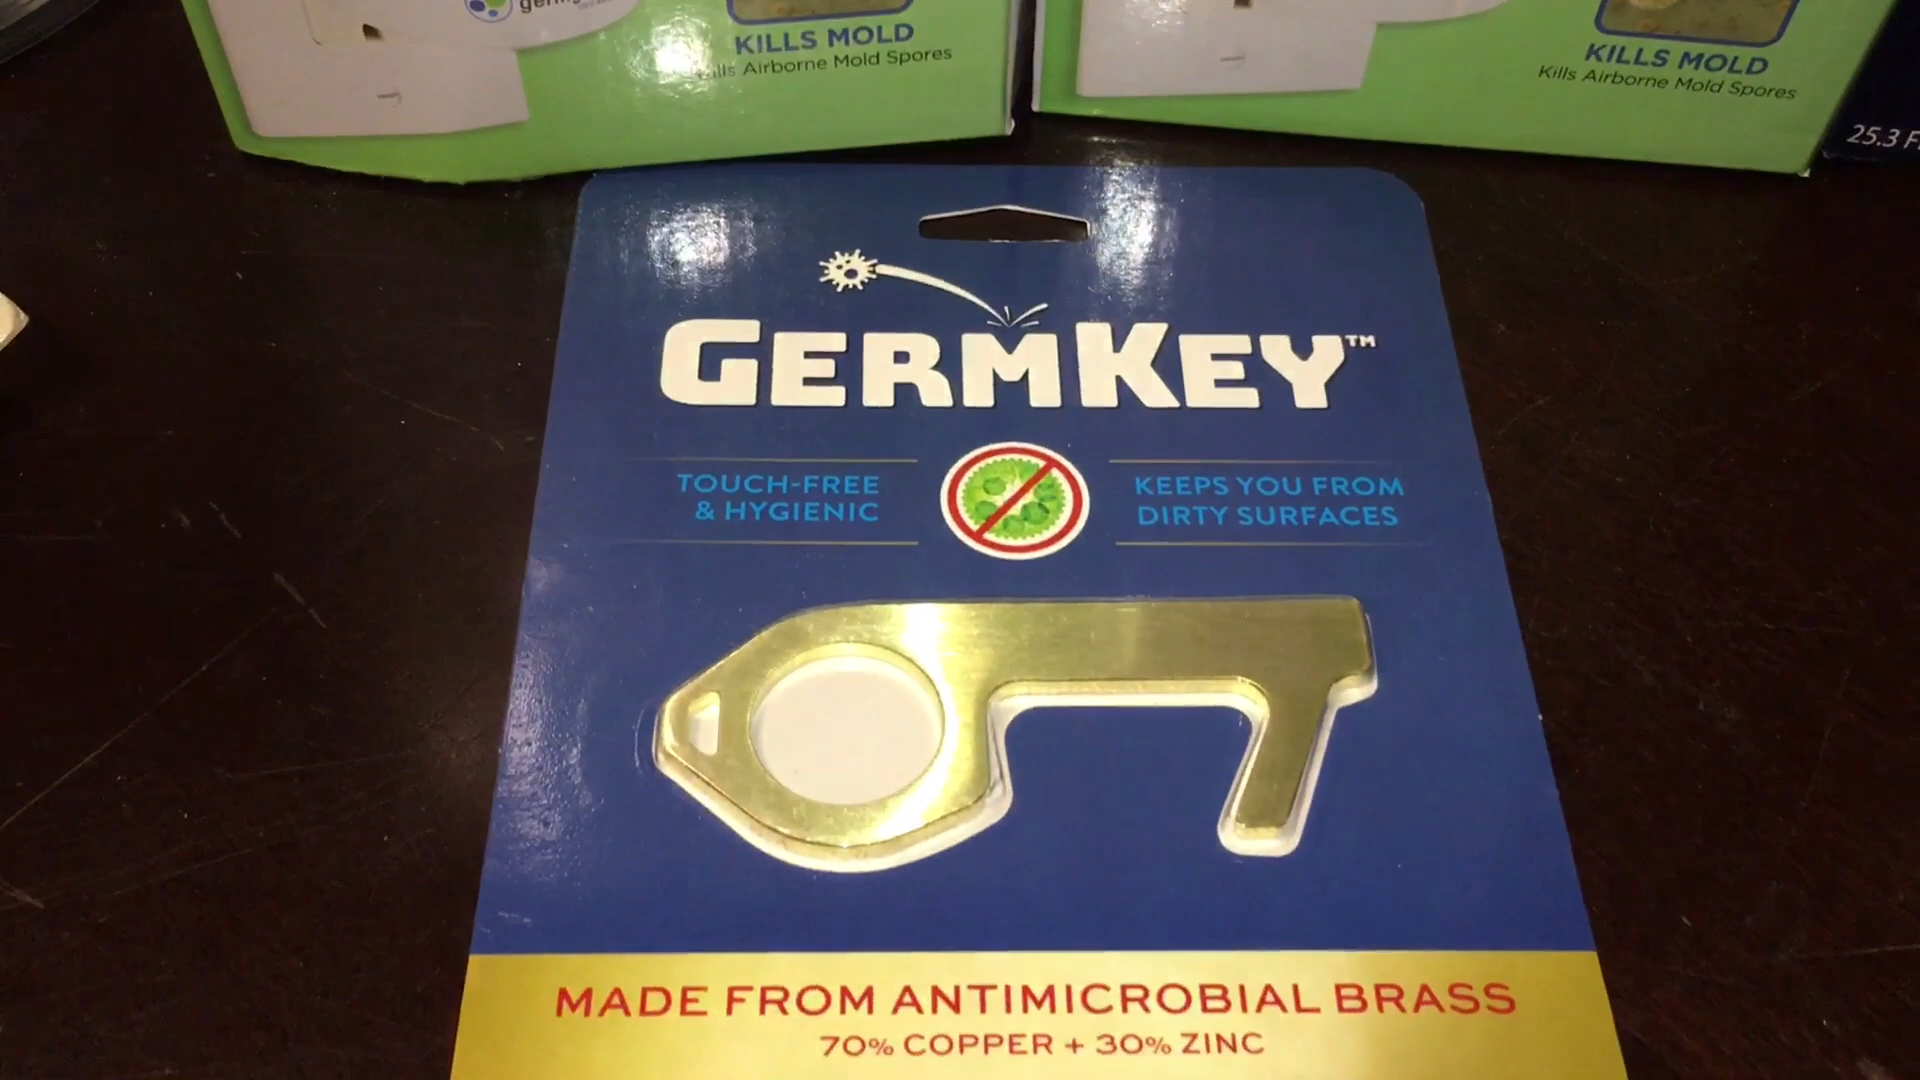 KILLS MOLD
Kills Airborne Mold Spores
KILLS MOLD
Kills Airborne Mold Spores
25.3
GERMKEY™
TOUCH-FREE
& HYGIENIC
KEEPS YOU FROM
DIRTY SURFACES
MADE FROM ANTIMICROBIAL BRASS
70% COPPER + 30% ZINC